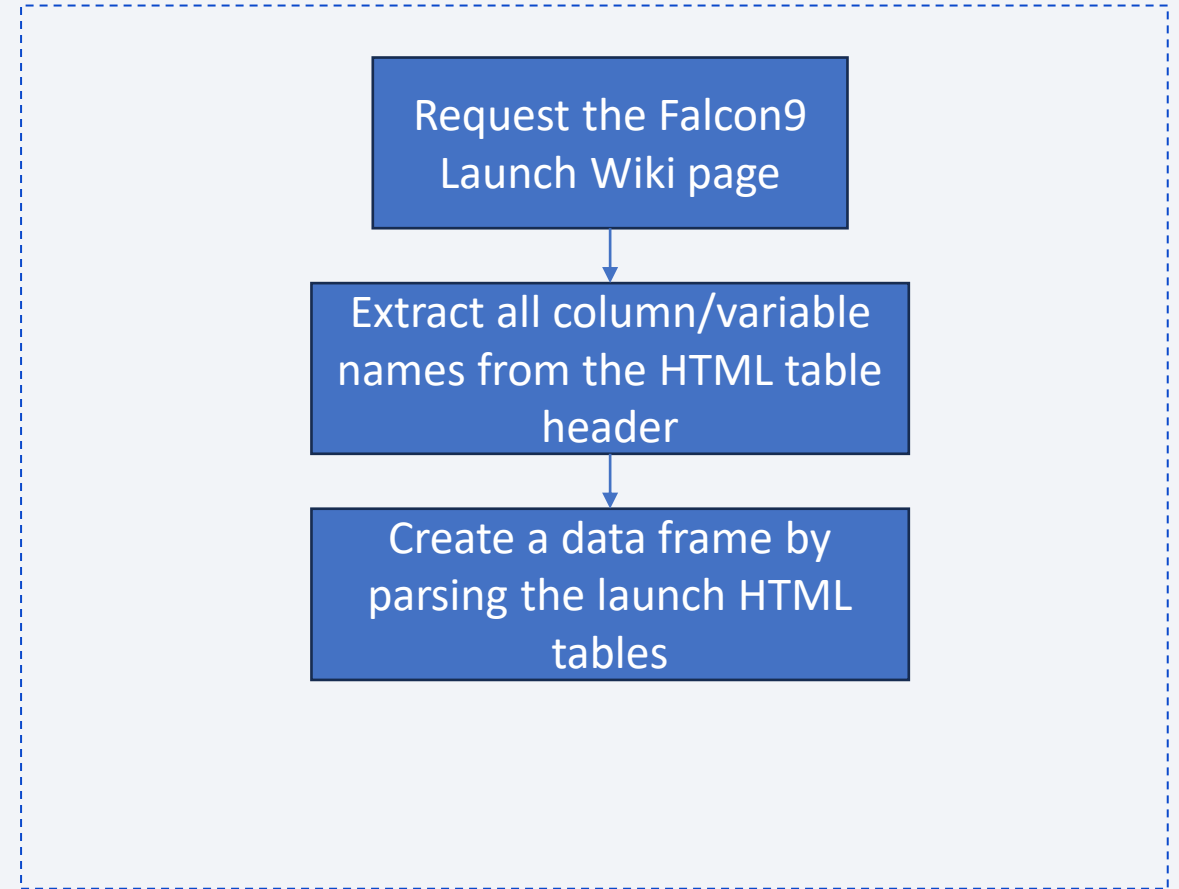 Request the Falcon9
Launch Wiki page
Extract all column/variable
names from the HTML table
header
Create a data frame by
parsing the launch HTML
tables